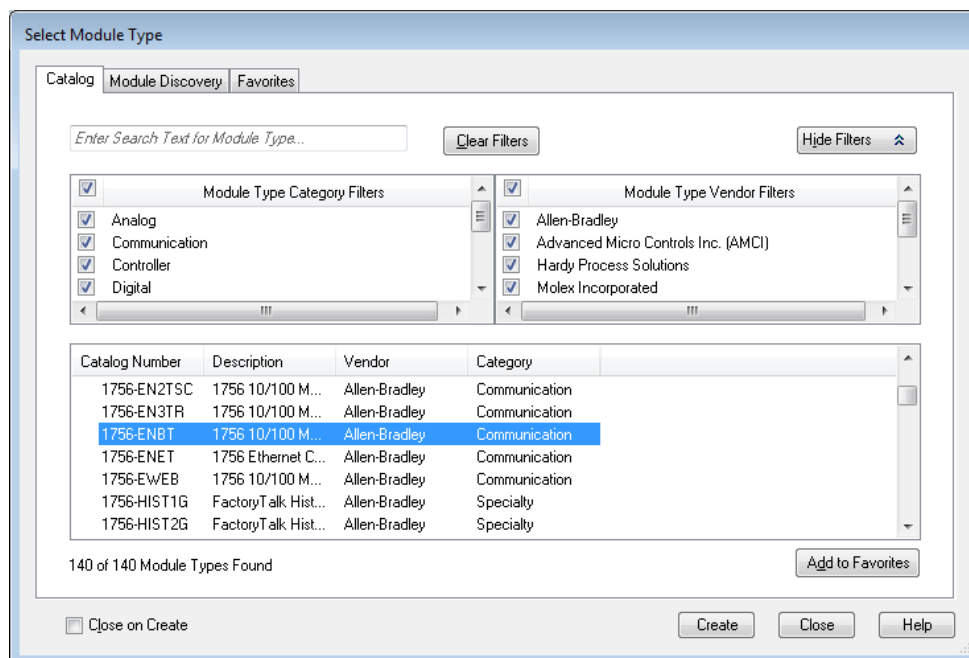 Select Module Type
Catalog Module Discovery Favorites
Enter Search Text for Module Type... Clear Filters Hide Filters
Module Type Category Filters Module Type Vendor Filters
Analog Allen-Bradley
Communication Advanced Micro Controls Inc. (AMCI)
Controller Hardy Process Solutions
Digital Molex Incorporated
Catalog Number Description Vendor Category
1756-EN2TSC 1756 10/100 M... Allen-Bradley Communication
1756-EN3TR 1756 10/100 M... Allen-Bradley Communication
1756-ENBT 1756 10/100 M... Allen-Bradley Communication
1756-ENET 1756 Ethernet C... Allen-Bradley Communication
1756-EWEB 1756 10/100 M... Allen-Bradley Communication
1756-HIST1G FactoryTalk Hist... Allen-Bradley Specialty
1756-HIST2G FactoryTalk Hist... Allen-Bradley Specialty
140 of 140 Module Types Found Add to Favorites
Close on Create Create Close Help